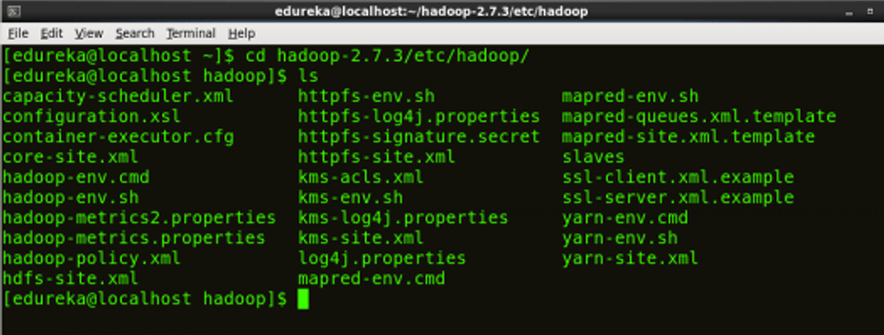 edureka@localhost:~/hadoop-2.7.3/etc/hadoop
File Edit View Search Terminal Help
[edureka@localhost ~]$ cd hadoop-2.7.3/etc/hadoop/
[edureka@localhost hadoop]$ ls
capacity-scheduler.xml httpfs-env.sh mapred-env.sh
configuration.xsl httpfs-log4j.properties mapred-queues.xml.template
container-executor.cfg httpfs-signature.secret mapred-site.xml.template
core-site.xml httpfs-site.xml slaves
hadoop-env.cmd kms-acls.xml ssl-client.xml.example
hadoop-env.sh kms-env.sh ssl-server.xml.example
hadoop-metrics2.properties kms-log4j.properties yarn-env.cmd
hadoop-metrics.properties kms-site.xml yarn-env.sh
hadoop-policy.xml log4j.properties yarn-site.xml
hdfs-site.xml mapred-env.cmd
[edureka@localhost hadoop]$